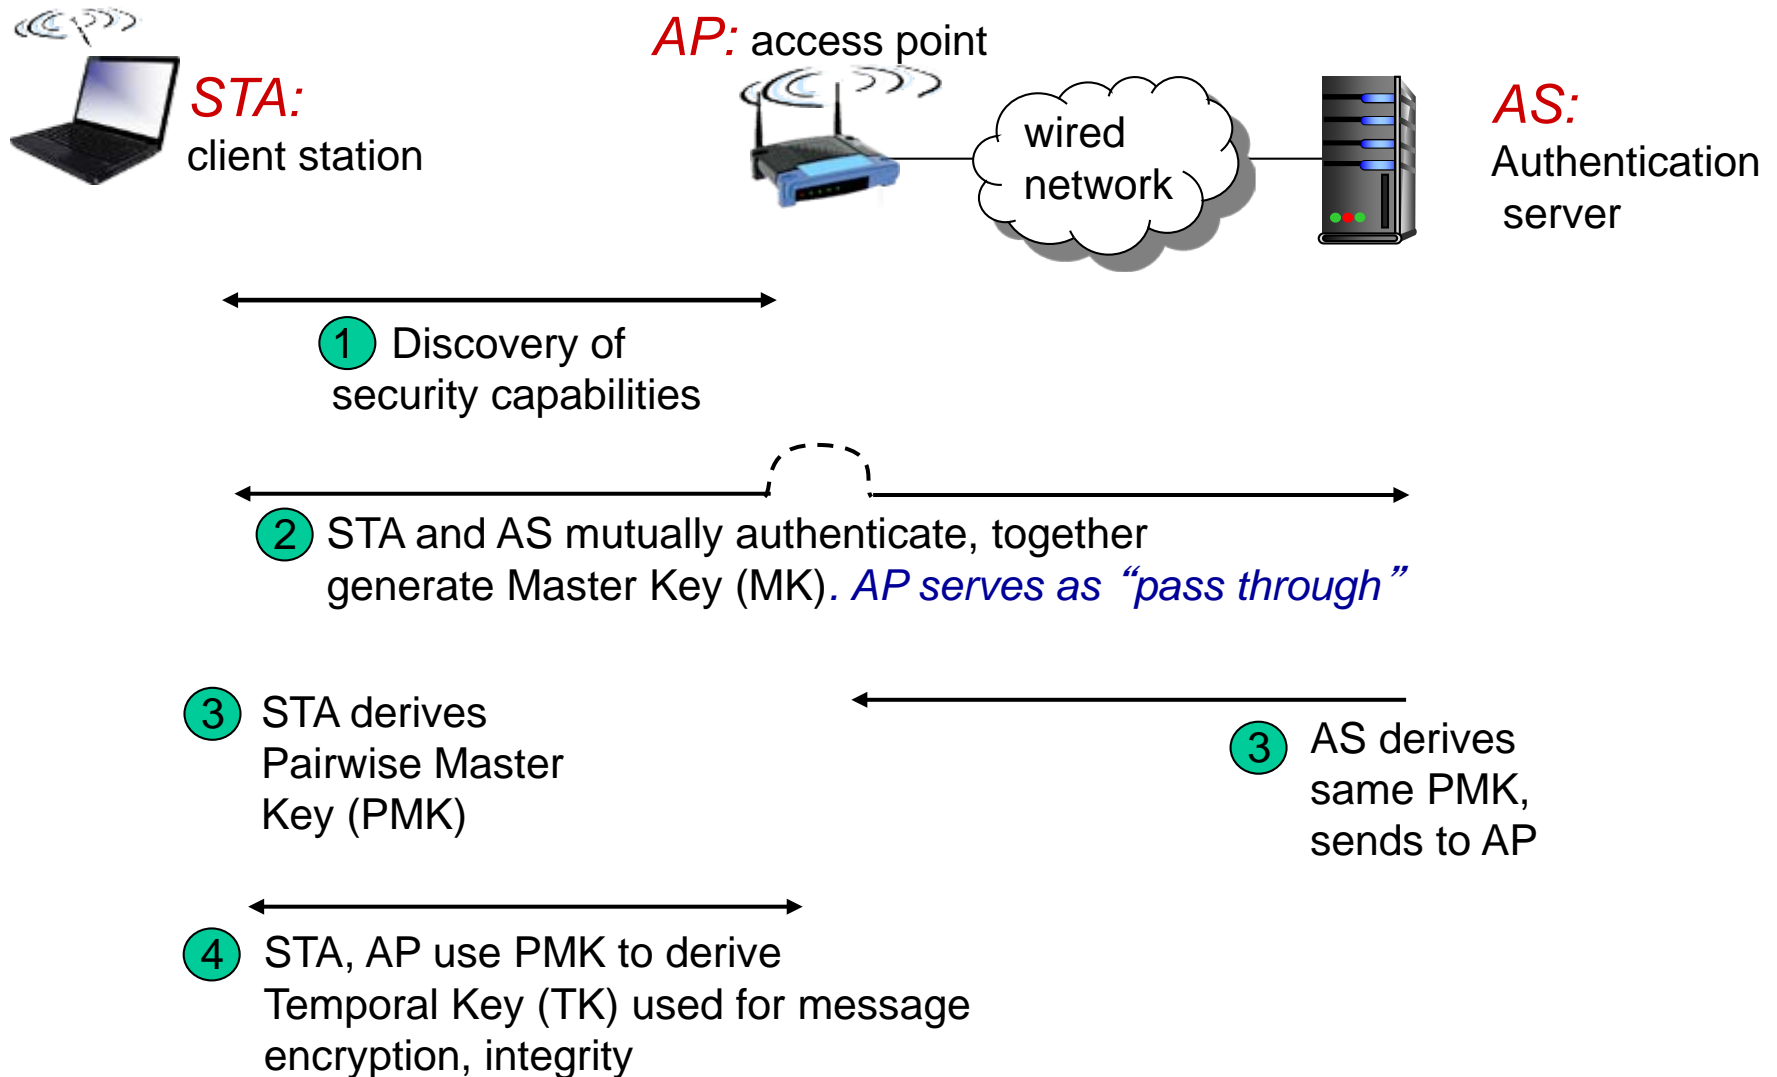 AP: access point
STA:
client station
wired
network
AS:
Authentication
server
1 Discovery of
security capabilities
2 STA and AS mutually authenticate, together
generate Master Key (MK). AP serves as “pass through”
3 STA derives
Pairwise Master
Key (PMK)
3 AS derives
same PMK,
sends to AP
4 STA, AP use PMK to derive
Temporal Key (TK) used for message
encryption, integrity